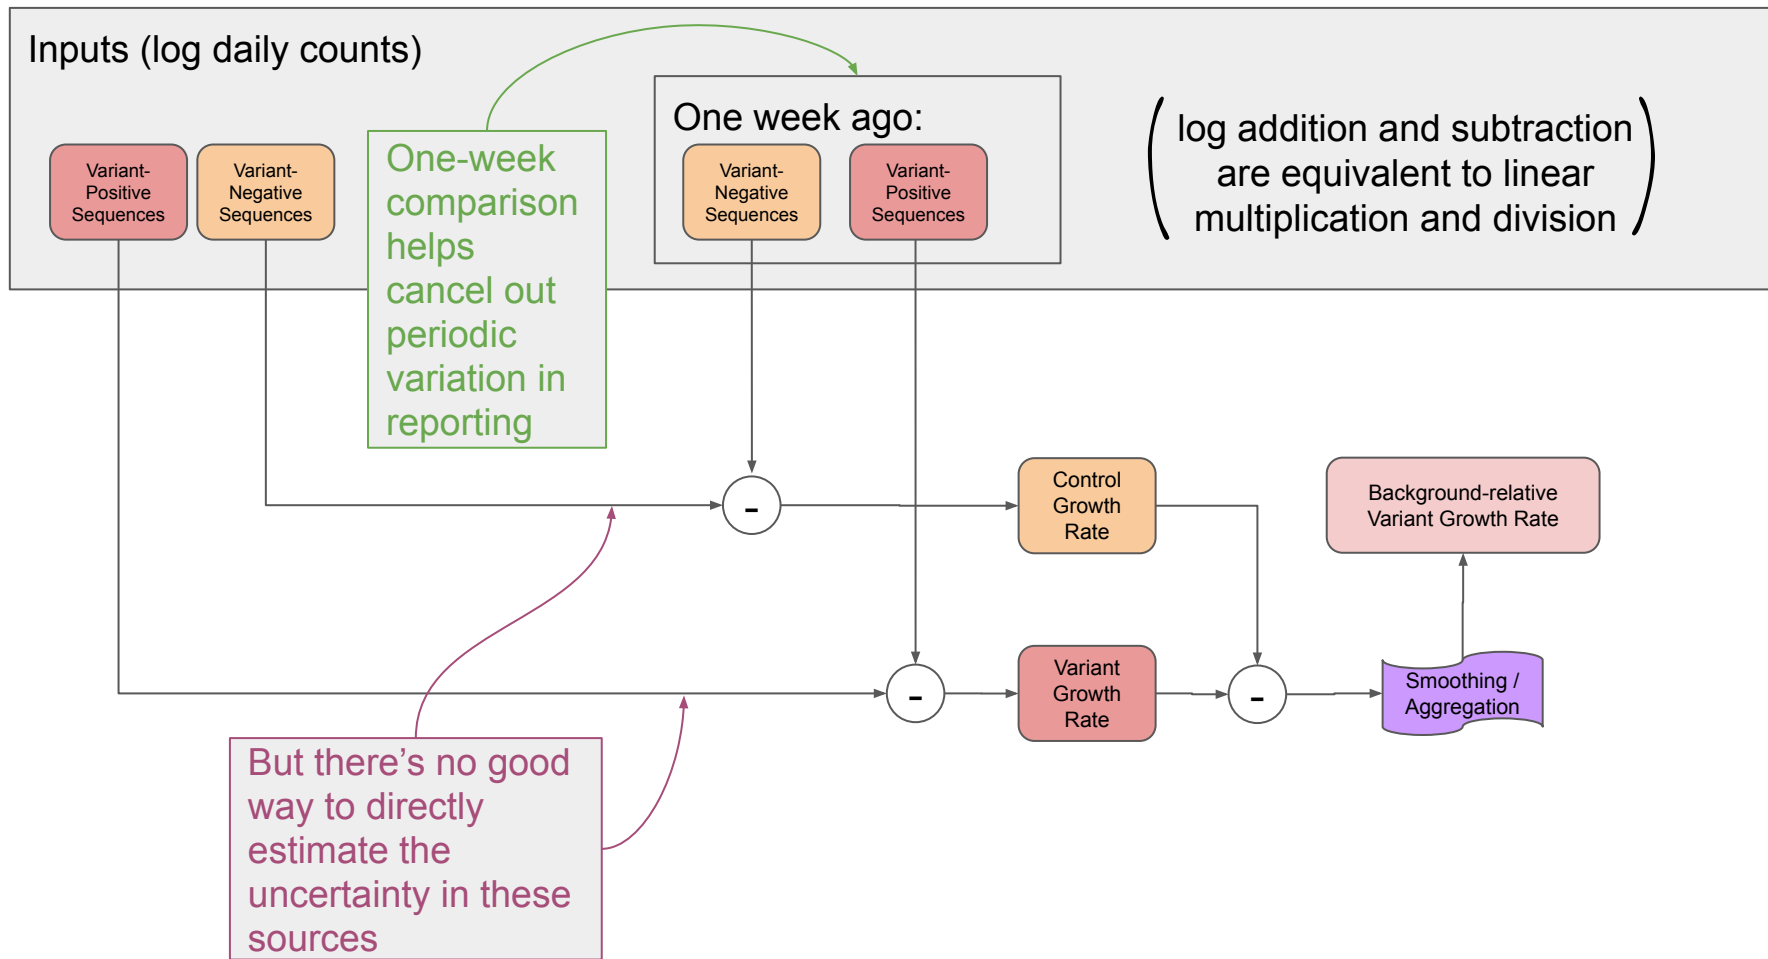 Inputs (log daily counts)
Variant-
Positive
Sequences
Variant-
Negative
Sequences
One-week
comparison
helps
cancel out
periodic
variation in
reporting
One week ago:
Variant-
Negative
Sequences
Variant-
Positive
Sequences
log addition and subtraction
are equivalent to linear
multiplication and division
-
Control
Growth
Rate
Background-relative
Variant Growth Rate
-
Variant
Growth
Rate
-
Smoothing /
Aggregation
But there’s no good
way to directly
estimate the
uncertainty in these
sources